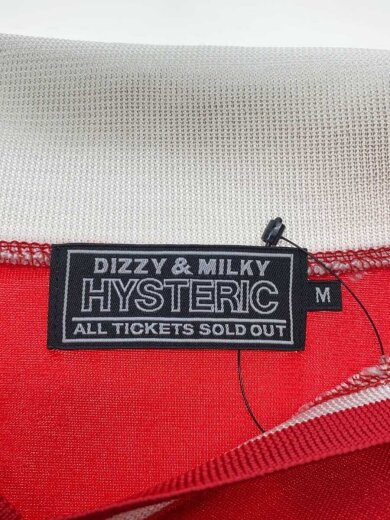 DIZZY & MILKY
HYSTERIC
ALL TICKETS SOLD OUT
M